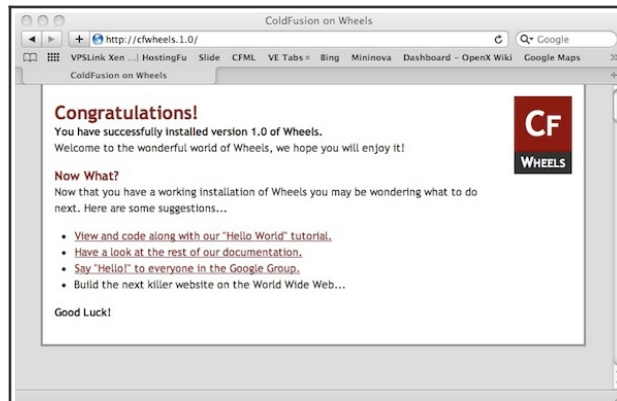 ColdFusion on Wheels
http://cfwheels.1.0/
Google
VPSLink Xen ...| HostingFu Slide CFML VE Tabs Bing Mininova Dashboard – OpenX Wiki Google Maps
ColdFusion on Wheels
Congratulations!
You have successfully installed version 1.0 of Wheels.
Welcome to the wonderful world of Wheels, we hope you will enjoy it!
CF
WHEELS
Now What?
Now that you have a working installation of Wheels you may be wondering what to do
next. Here are some suggestions...
• View and code along with our "Hello World" tutorial.
• Have a look at the rest of our documentation.
• Say "Hello!" to everyone in the Google Group.
• Build the next killer website on the World Wide Web...
Good Luck!